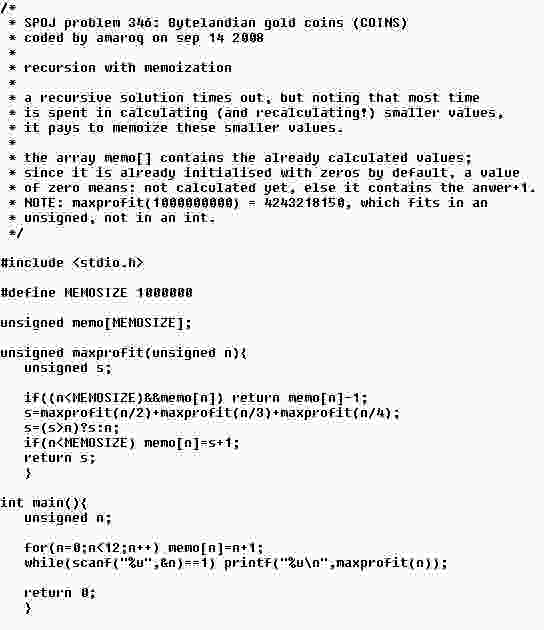 /*
 * SPOJ problem 346: Bytelandian gold coins (COINS)
 * coded by amaroq on sep 14 2008
 *
 * recursion with memoization
 *
 * a recursive solution times out, but noting that most time
 * is spent in calculating (and recalculating!) smaller values,
 * it pays to memoize these smaller values.
 *
 * the array memo[] contains the already calculated values;
 * since it is already initialised with zeros by default, a value
 * of zero means: not calculated yet, else it contains the anwer+1.
 * NOTE: maxprofit(1000000000) = 4243218150, which fits in an
 * unsigned, not in an int.
 */

#include <stdio.h>

#define MEMOSIZE 1000000

unsigned memo[MEMOSIZE];

unsigned maxprofit(unsigned n){
   unsigned s;

   if((n<MEMOSIZE)&&memo[n]) return memo[n]-1;
   s=maxprofit(n/2)+maxprofit(n/3)+maxprofit(n/4);
   s=(s>n)?s:n;
   if(n<MEMOSIZE) memo[n]=s+1;
   return s;
   }

int main(){
   unsigned n;

   for(n=0;n<12;n++) memo[n]=n+1;
   while(scanf("%u",&n)==1) printf("%u\n",maxprofit(n));

   return 0;
   }